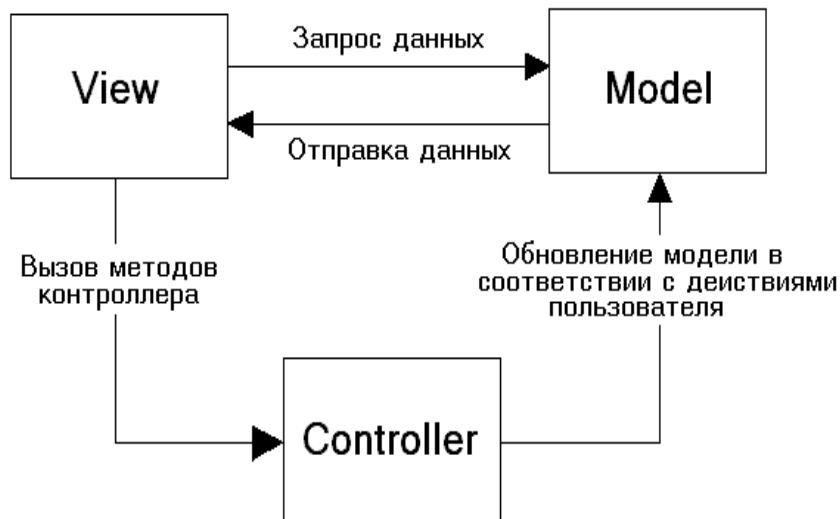 Запрос данных
View
Model
Отправка данных
Вызов методов
контроллера
Обновление модели в
соответствии с деиствиями
пользователя
Controller